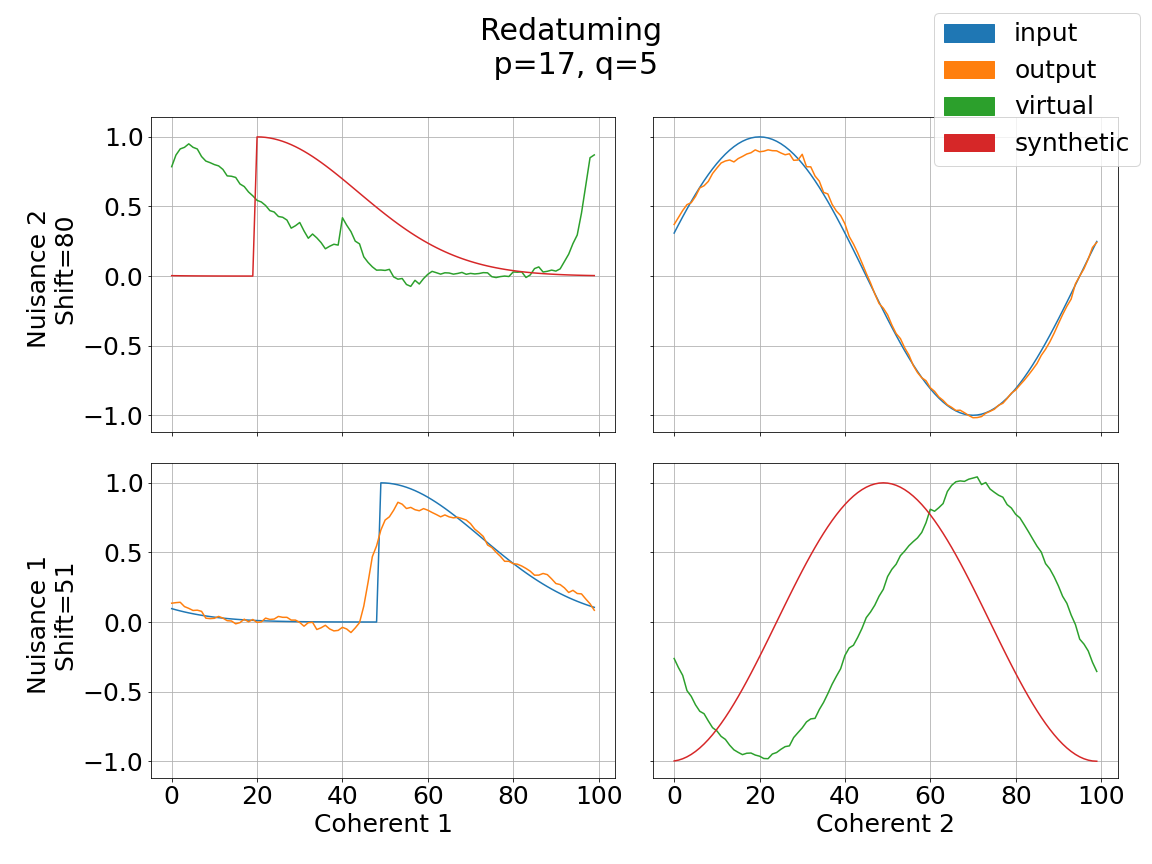 Redatuming
p=17, q=5
input
output
virtual
synthetic
Nuisance 2
Shift=80
1.0
0.5
0.0
−0.5
−1.0
Nuisance 1
Shift=51
1.0
0.5
0.0
−0.5
−1.0
0 20 40 60 80 100
0 20 40 60 80 100
Coherent 1
Coherent 2